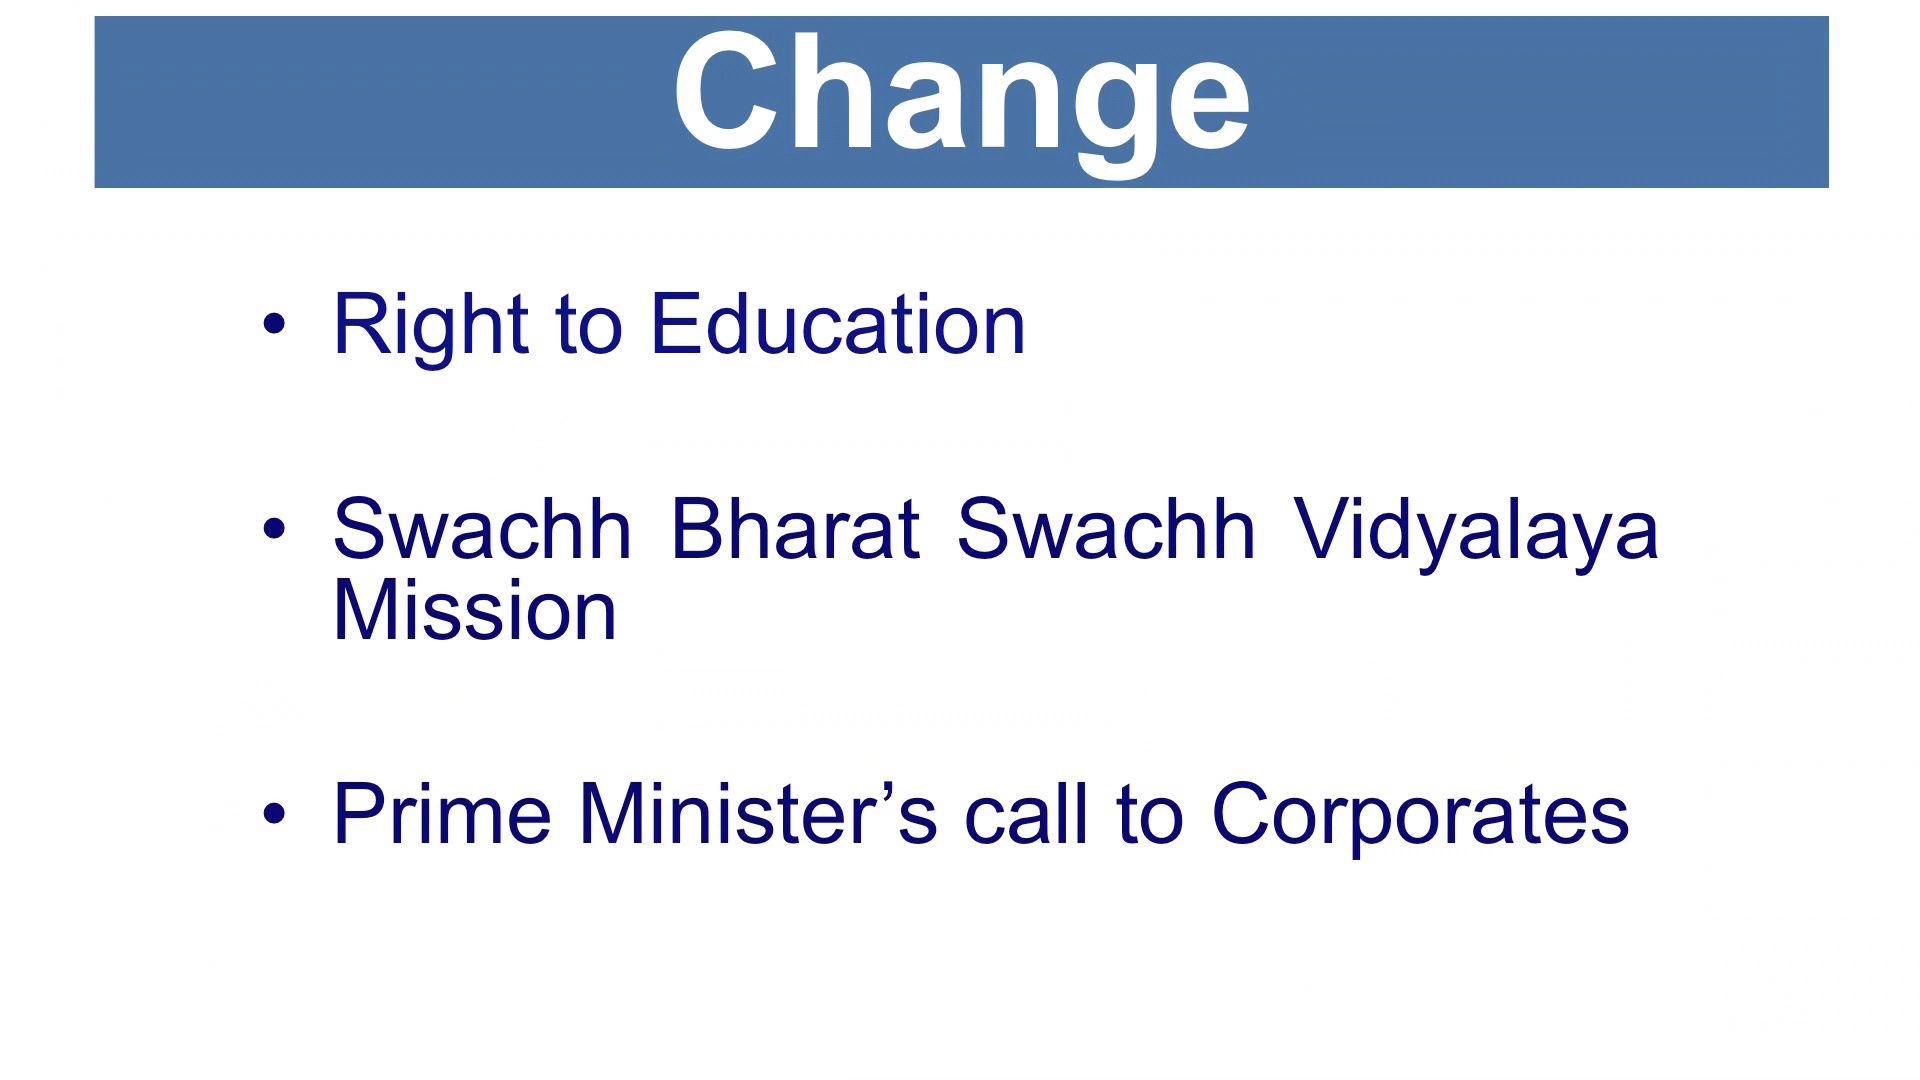 Change
• Right to Education
• Swachh Bharat Swachh Vidyalaya
Mission
• Prime Minister’s call to Corporates